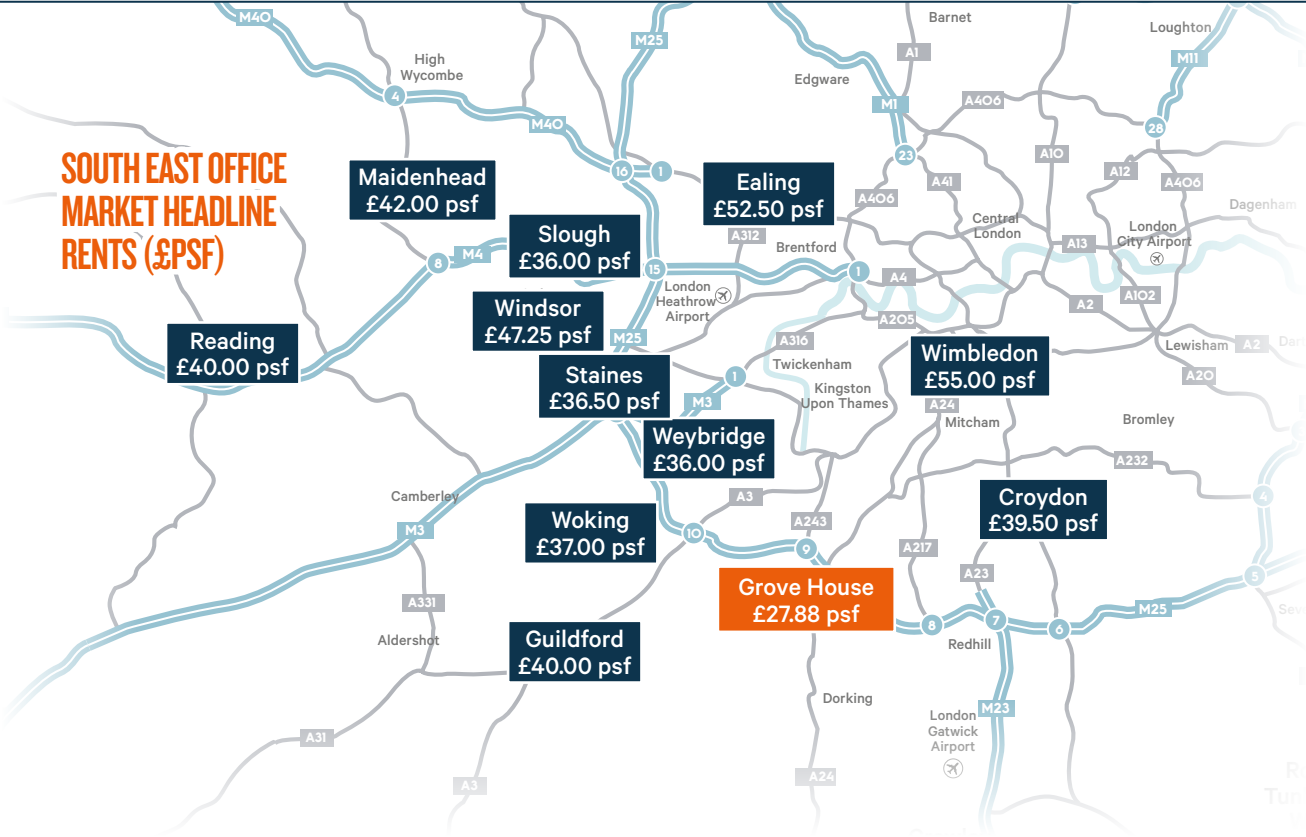 SOUTH EAST OFFICE
MARKET HEADLINE
RENTS (£PSF)
M40
M25
Barnet
A1
Loughton
M11
High
Wycombe
4
Edgware
M1
A406
M40
28
23
A10
16
1
A12
A406
Maidenhead
£42.00 psf
Ealing
£52.50 psf
A41
A406
Dagenham
Central
London
London
City Airport
Slough
£36.00 psf
A312
Brentford
A13
8
M4
15
1
A4
London
Heathrow
Airport
A102
A2
Windsor
£47.25 psf
A205
M25
A316
Reading
£40.00 psf
Twickenham
Wimbledon
£55.00 psf
Lewisham
A2
A20
Staines
£36.50 psf
1
M3
Kingston
Upon Thames
A24
Mitcham
Bromley
Weybridge
£36.00 psf
A232
Camberley
A3
Croydon
£39.50 psf
4
M3
Woking
£37.00 psf
10
A243
9
A217
A23
5
Grove House
£27.88 psf
A331
8
7
6
M25
Aldershot
Guildford
£40.00 psf
Redhill
Dorking
M23
London
Gatwick
Airport
A31
A3
A24